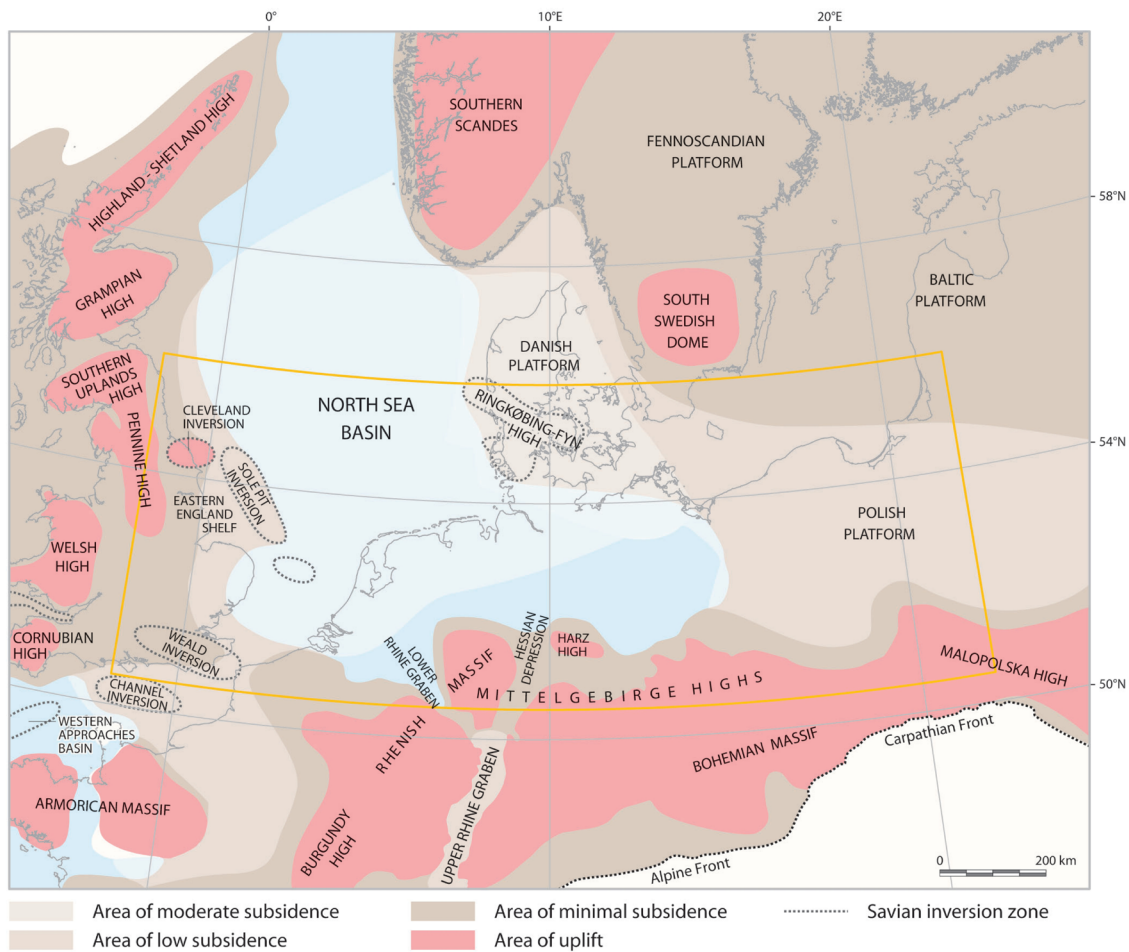 0°
10°E
20°E
HIGHLAND - SHETLAND HIGH
SOUTHERN
SCANDES
FENNOSCANDIAN
PLATFORM
58°N
GRAMPIAN
HIGH
BALTIC
PLATFORM
SOUTH
SWEDISH
DOME
DANISH
PLATFORM
SOUTHERN
UPLANDS
HIGH
PENNINE HIGH
CLEVELAND
INVERSION
NORTH SEA
BASIN
RINGKØBING-FYN
HIGH
54°N
SOLE PIT
INVERSION
EASTERN
ENGLAND
SHELF
POLISH
PLATFORM
WELSH
HIGH
CORNUBIAN
HIGH
WEALD
INVERSION
LOWER
RHINE GRABEN
MASSIF
HESSIAN
DEPRESSION
HARZ
HIGH
MITTELGEBIRGE HIGHS
MALOPOLSKA HIGH
50°N
CHANNEL
INVERSION
WESTERN
APPROACHES
BASIN
RHENISH
BOHEMIAN MASSIF
Carpathian Front
ARMORICAN MASSIF
BURGUNDY
HIGH
UPPER RHINE GRABEN
Alpine Front
0 200 km
Area of moderate subsidence
Area of minimal subsidence
Savian inversion zone
Area of low subsidence
Area of uplift